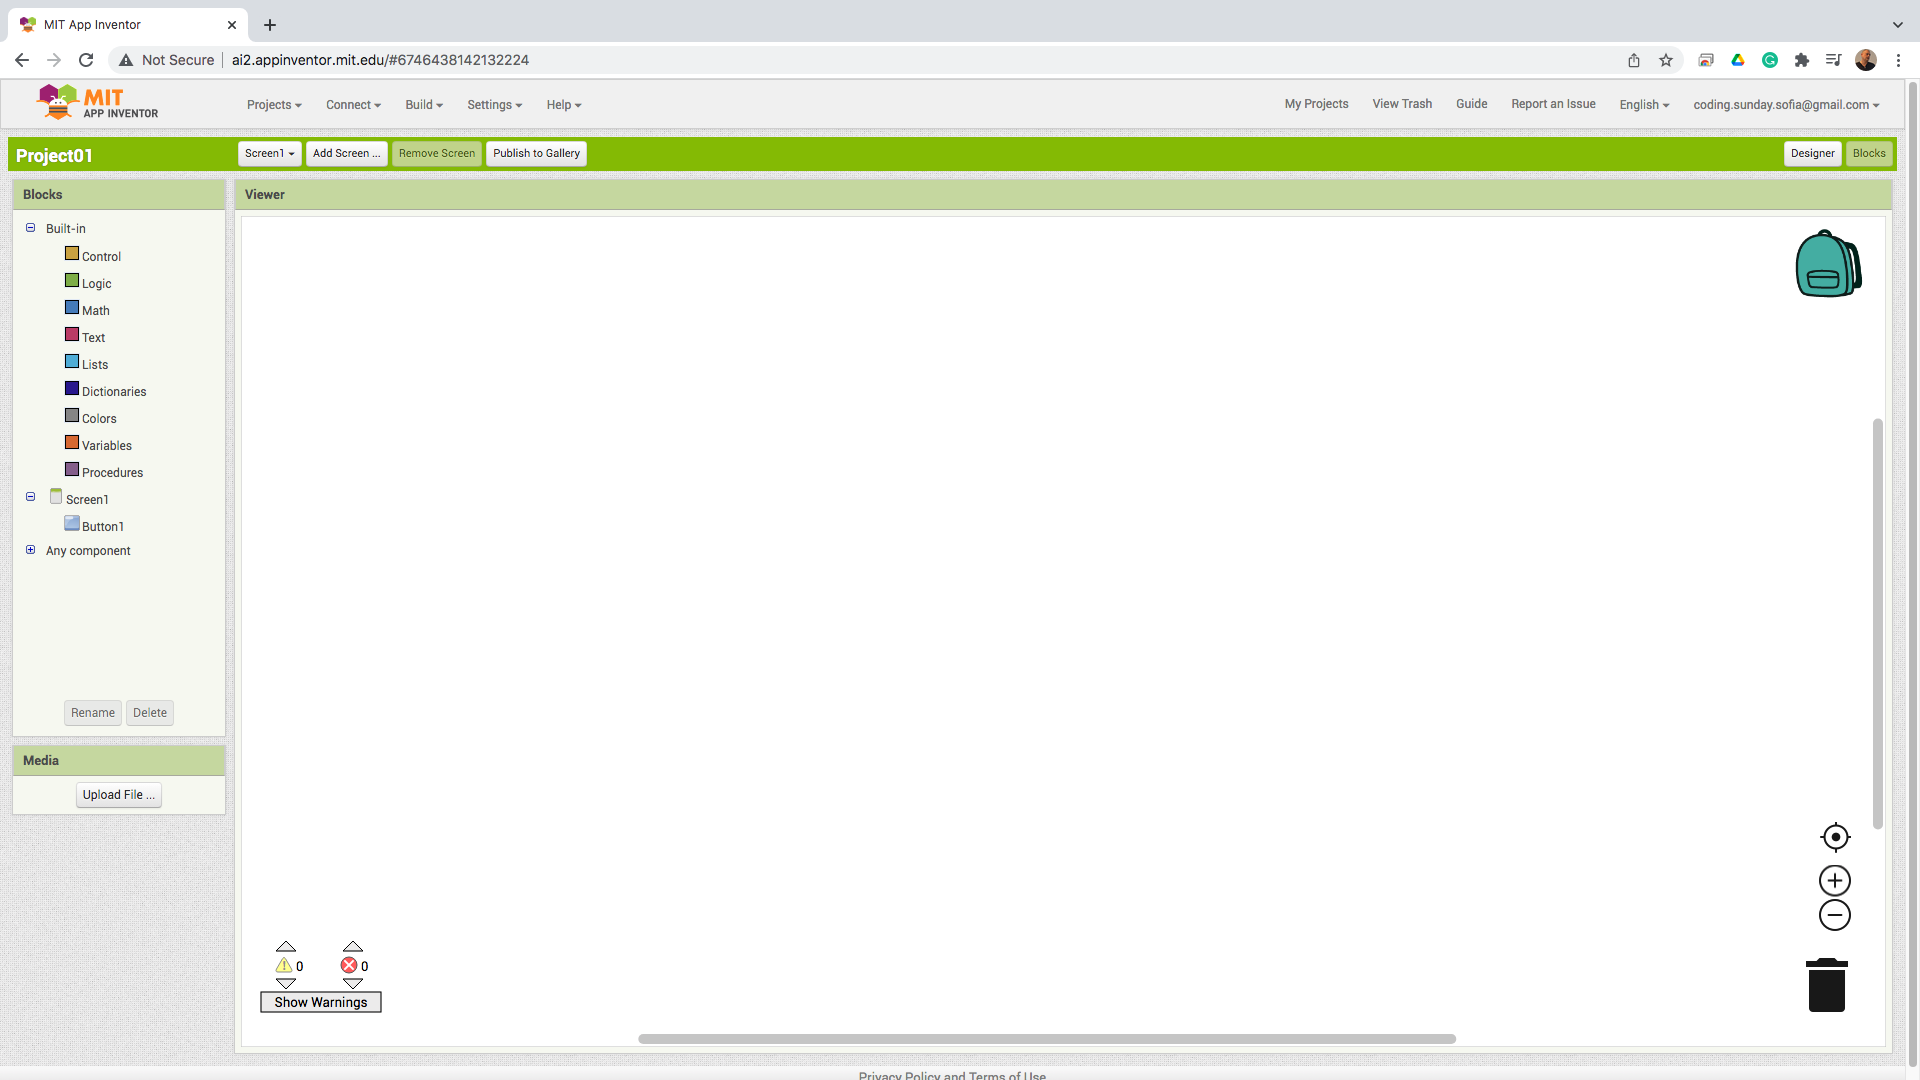 MIT App Inventor
Not Secure ai2.appinventor.mit.edu/#6746438142132224
MIT
APP INVENTOR
Projects Connect Build Settings Help My Projects View Trash Guide Report an Issue English coding.sunday.sofia@gmail.com
Project01 Screen1 Add Screen ... Remove Screen Publish to Gallery Designer Blocks
Blocks
Viewer
Built-in
Control
Logic
Math
Text
Lists
Dictionaries
Colors
Variables
Procedures
Screen1
Button1
Any component
Rename Delete
Media
Upload File ...
0 0
Show Warnings
Privacy Policy and Terms of Use